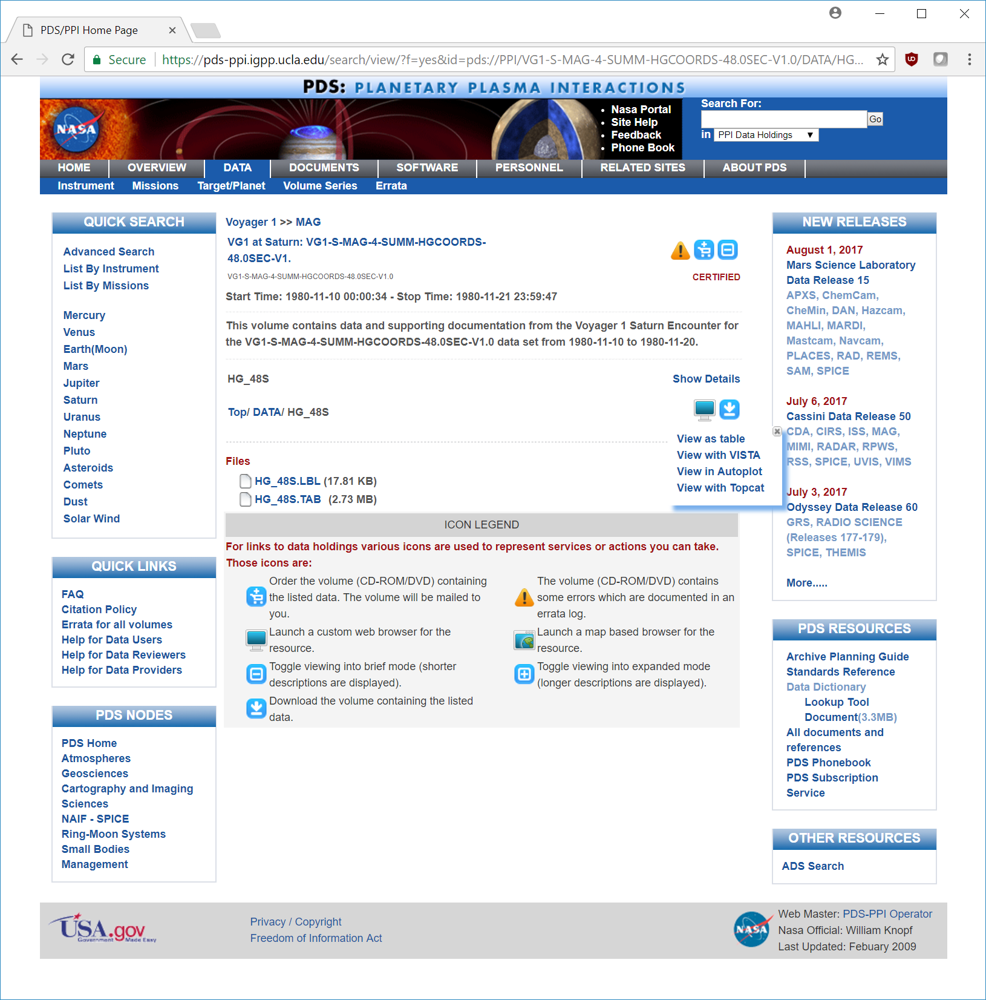 PDS/PPI Home Page
Secure https://pds-ppi.igpp.ucla.edu/search/view/?f=yes&id=pds://PPI/VG1-S-MAG-4-SUMM-HGCOORDS-48.0SEC-V1.0/DATA/HG...
PDS: PLANETARY PLASMA INTERACTIONS
NASA
Nasa Portal
Site Help
Feedback
Phone Book
Search For:
Go
in PPI Data Holdings
HOME OVERVIEW DATA DOCUMENTS SOFTWARE PERSONNEL RELATED SITES ABOUT PDS
Instrument Missions Target/Planet Volume Series Errata
QUICK SEARCH
Advanced Search
List By Instrument
List By Missions
Mercury
Venus
Earth(Moon)
Mars
Jupiter
Saturn
Uranus
Neptune
Pluto
Asteroids
Comets
Dust
Solar Wind
QUICK LINKS
FAQ
Citation Policy
Errata for all volumes
Help for Data Users
Help for Data Reviewers
Help for Data Providers
PDS NODES
PDS Home
Atmospheres
Geosciences
Cartography and Imaging
Sciences
NAIF - SPICE
Ring-Moon Systems
Small Bodies
Management
Voyager 1 >> MAG
VG1 at Saturn: VG1-S-MAG-4-SUMM-HGCOORDS-
48.0SEC-V1.
VG1-S-MAG-4-SUMM-HGCOORDS-48.0SEC-V1.0
CERTIFIED
Start Time: 1980-11-10 00:00:34 - Stop Time: 1980-11-21 23:59:47
This volume contains data and supporting documentation from the Voyager 1 Saturn Encounter for
the VG1-S-MAG-4-SUMM-HGCOORDS-48.0SEC-V1.0 data set from 1980-11-10 to 1980-11-20.
HG_48S
Show Details
Top/ DATA/ HG_48S
View as table
View with VISTA
View in Autoplot
View with Topcat
Files
HG_48S.LBL (17.81 KB)
HG_48S.TAB (2.73 MB)
ICON LEGEND
For links to data holdings various icons are used to represent services or actions you can take.
Those icons are:
Order the volume (CD-ROM/DVD) containing
the listed data. The volume will be mailed to
you.
The volume (CD-ROM/DVD) contains
some errors which are documented in an
errata log.
Launch a custom web browser for the
resource.
Launch a map based browser for the
resource.
Toggle viewing into brief mode (shorter
descriptions are displayed).
Toggle viewing into expanded mode
(longer descriptions are displayed).
Download the volume containing the listed
data.
NEW RELEASES
August 1, 2017
Mars Science Laboratory
Data Release 15
APXS, ChemCam,
CheMin, DAN, Hazcam,
MAHLI, MARDI,
Mastcam, Navcam,
PLACES, RAD, REMS,
SAM, SPICE
July 6, 2017
Cassini Data Release 50
CDA, CIRS, ISS, MAG,
MIMI, RADAR, RPWS,
RSS, SPICE, UVIS, VIMS
July 3, 2017
Odyssey Data Release 60
GRS, RADIO SCIENCE
(Releases 177-179),
SPICE, THEMIS
More.....
PDS RESOURCES
Archive Planning Guide
Standards Reference
Data Dictionary
Lookup Tool
Document(3.3MB)
All documents and
references
PDS Phonebook
PDS Subscription
Service
OTHER RESOURCES
ADS Search
USA.gov
Government Made Easy
Privacy / Copyright
Freedom of Information Act
NASA
Web Master: PDS-PPI Operator
Nasa Official: William Knopf
Last Updated: Febuary 2009